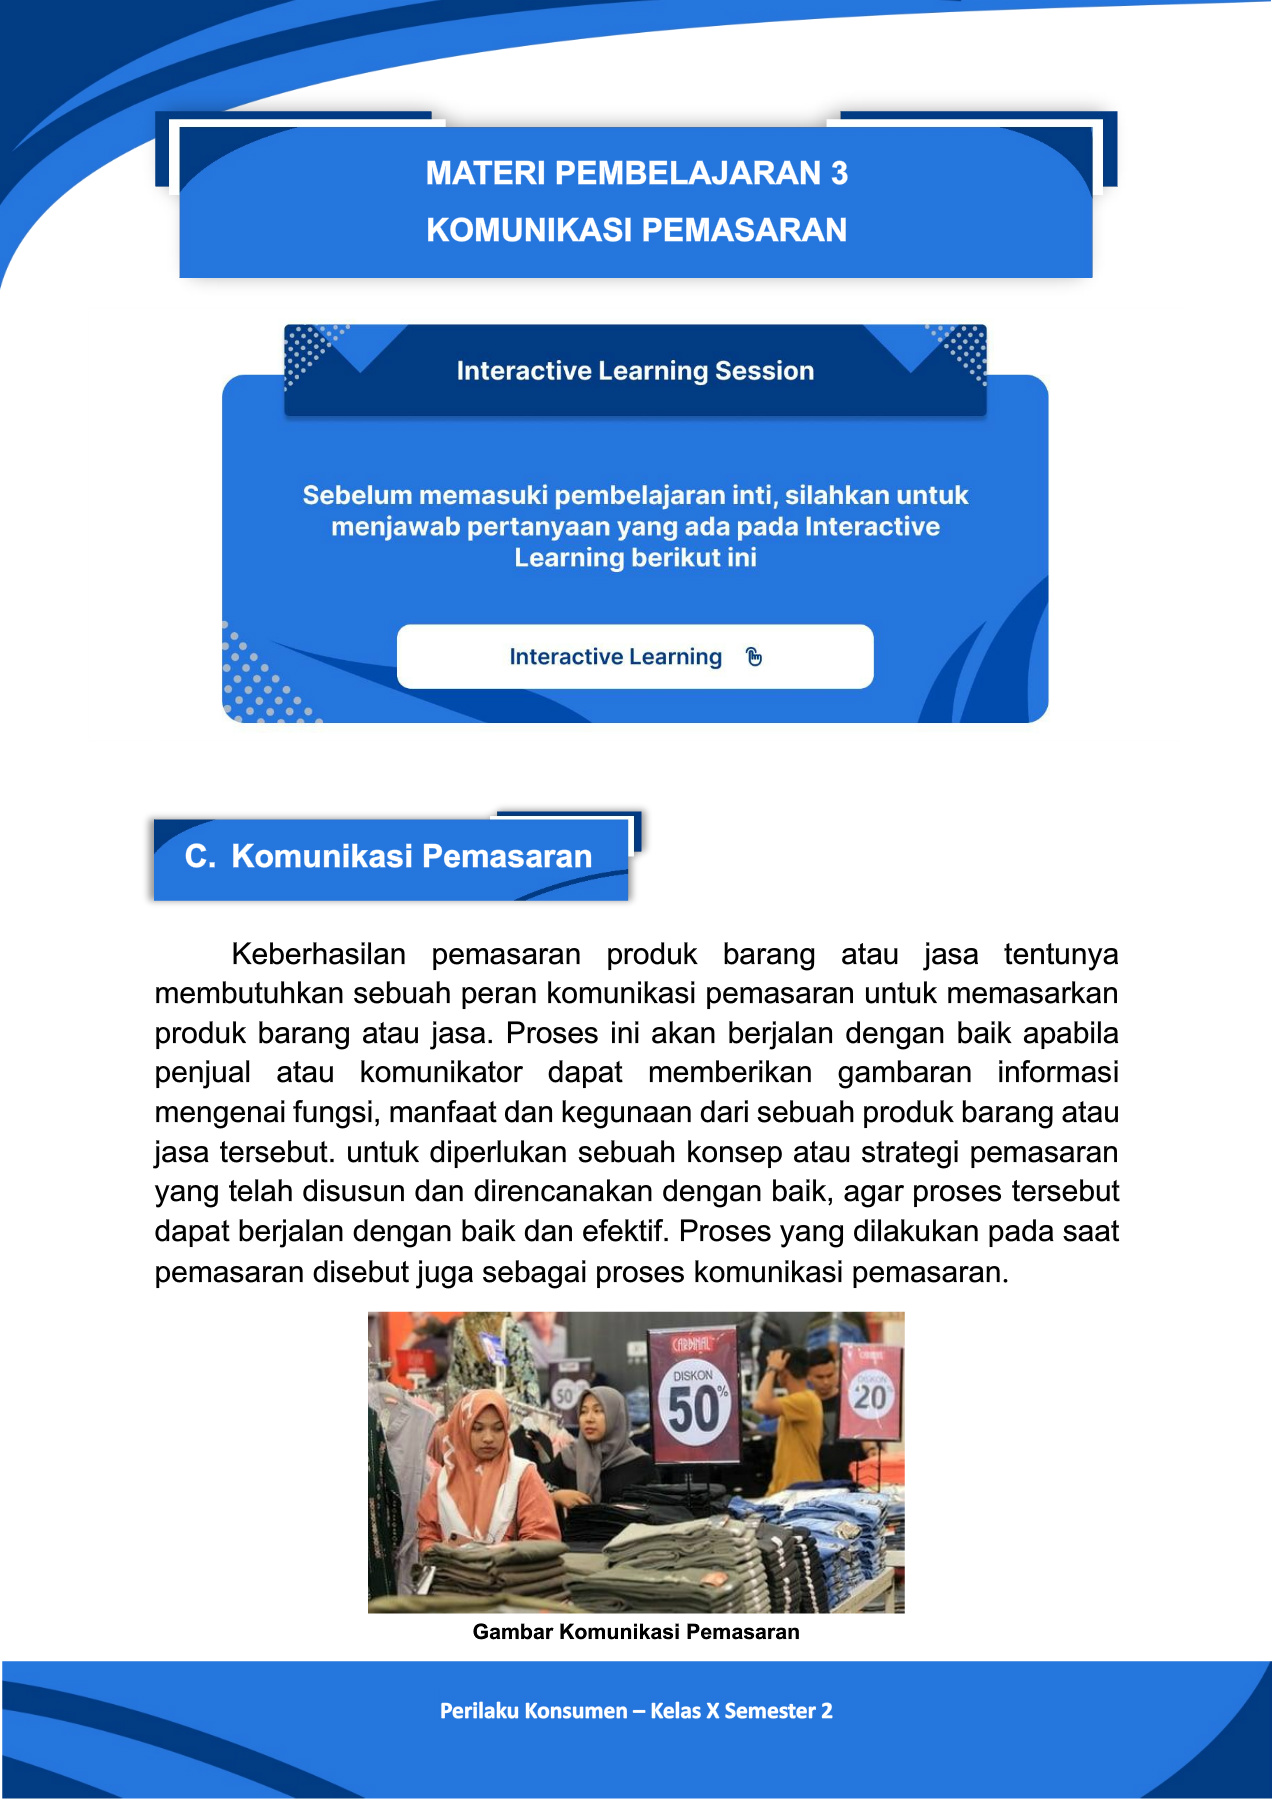 MATERI PEMBELAJARAN 3
KOMUNIKASI PEMASARAN
Interactive Learning Session
Sebelum memasuki pembelajaran inti, silahkan untuk
menjawab pertanyaan yang ada pada Interactive
Learning berikut ini
Interactive Learning
C. Komunikasi Pemasaran
Keberhasilan pemasaran produk barang atau jasa tentunya
membutuhkan sebuah peran komunikasi pemasaran untuk memasarkan
produk barang atau jasa. Proses ini akan berjalan dengan baik apabila
penjual atau komunikator dapat memberikan gambaran informasi
mengenai fungsi, manfaat dan kegunaan dari sebuah produk barang atau
jasa tersebut. untuk diperlukan sebuah konsep atau strategi pemasaran
yang telah disusun dan direncanakan dengan baik, agar proses tersebut
dapat berjalan dengan baik dan efektif. Proses yang dilakukan pada saat
pemasaran disebut juga sebagai proses komunikasi pemasaran.
CARDINAL
DISKON
50%
50
DISKON
20%
Gambar Komunikasi Pemasaran
Perilaku Konsumen – Kelas X Semester 2